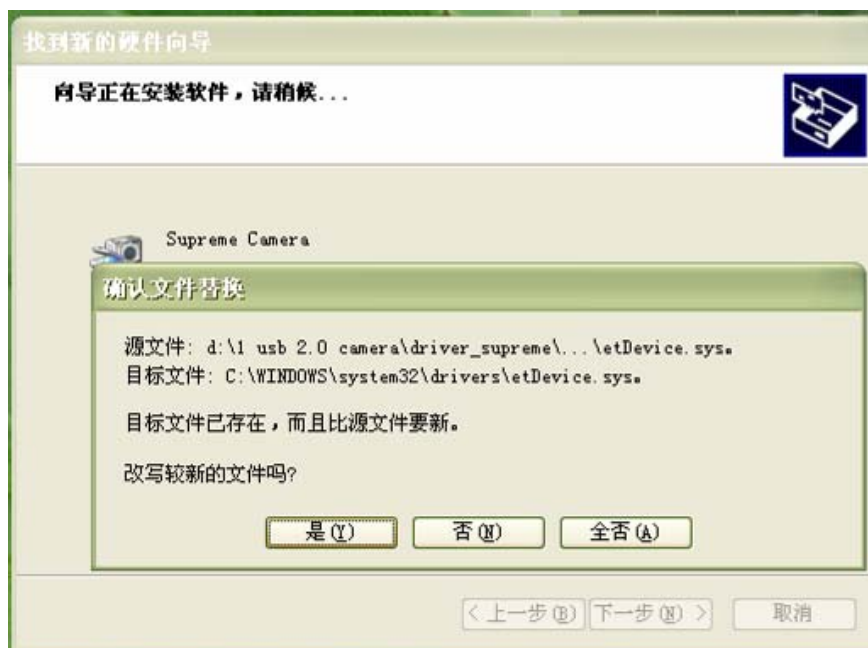 找到新的硬件向导
向导正在安装软件，请稍候...
Supreme Camera
确认文件替换
源文件: d:\1 usb 2.0 camera\driver_supreme\...\etDevice.sys。
目标文件: C:\WINDOWS\system32\drivers\etDevice.sys。
目标文件已存在，而且比源文件要新。
改写较新的文件吗?
是(Y) 否(N) 全否(A)
< 上一步(B) 下一步(N) > 取消